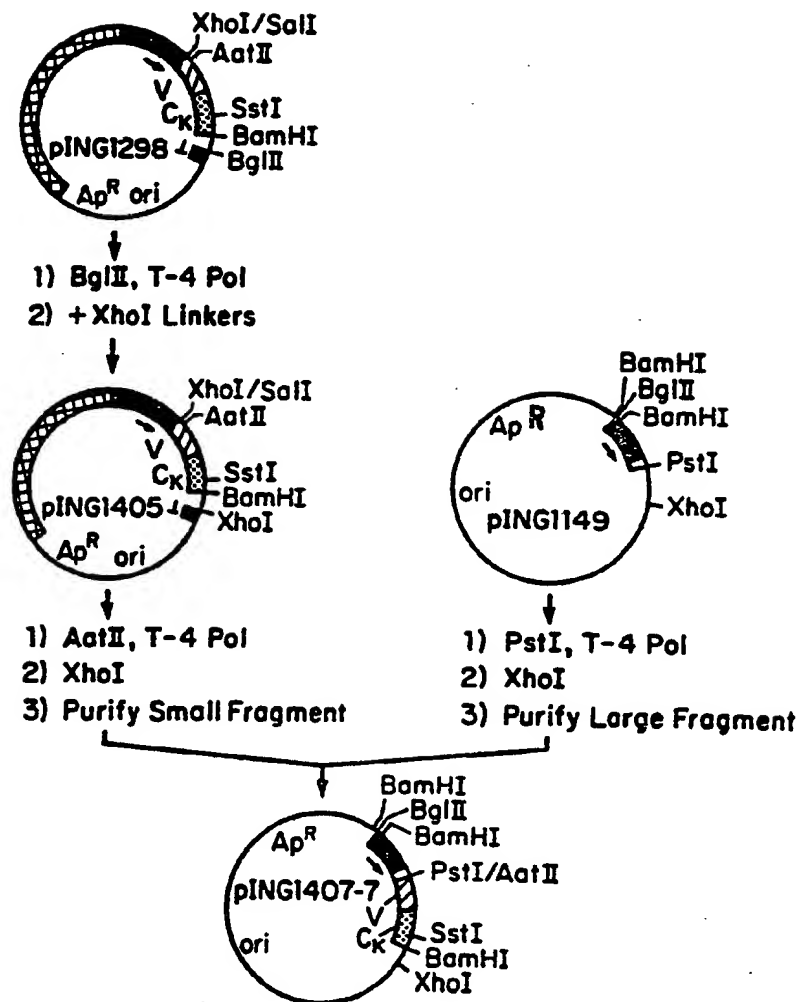 XhoI/SalI
AatII
V
Cκ
SstI
BamHI
pING1298
BglII
Apᴿ ori
1) BglII, T-4 Pol
2) +XhoI Linkers
XhoI/SalI
AatII
V
Cκ
SstI
BamHI
pING1405
XhoI
Apᴿ ori
BamHI
BglII
BamHI
Apᴿ
PstI
ori
XhoI
pING1149
1) AatII, T-4 Pol
2) XhoI
3) Purify Small Fragment
1) PstI, T-4 Pol
2) XhoI
3) Purify Large Fragment
BamHI
BglII
BamHI
Apᴿ
PstI/AatII
pING1407-7
V
Cκ
SstI
ori
BamHI
XhoI